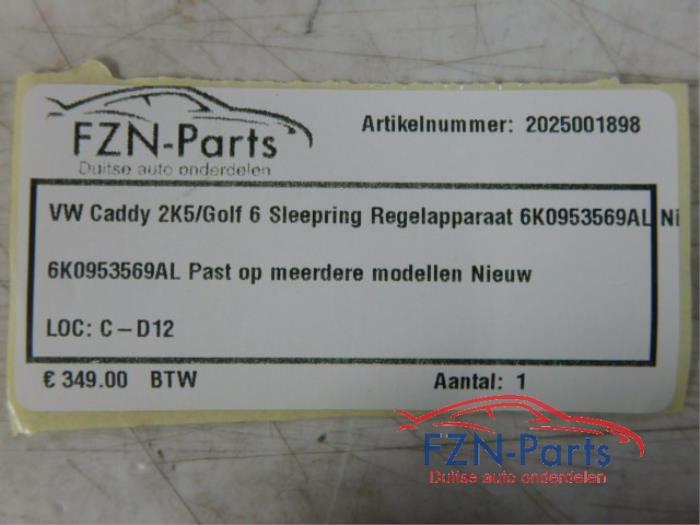 FZN-Parts
Duitse auto onderdelen
Artikelnummer: 2025001898
VW Caddy 2K5/Golf 6 Sleepring Regelapparaat 6K0953569AL Ni
6K0953569AL Past op meerdere modellen Nieuw
LOC: C-D12
€ 349.00 BTW
Aantal: 1
FZN-Parts
Duitse auto onderdelen